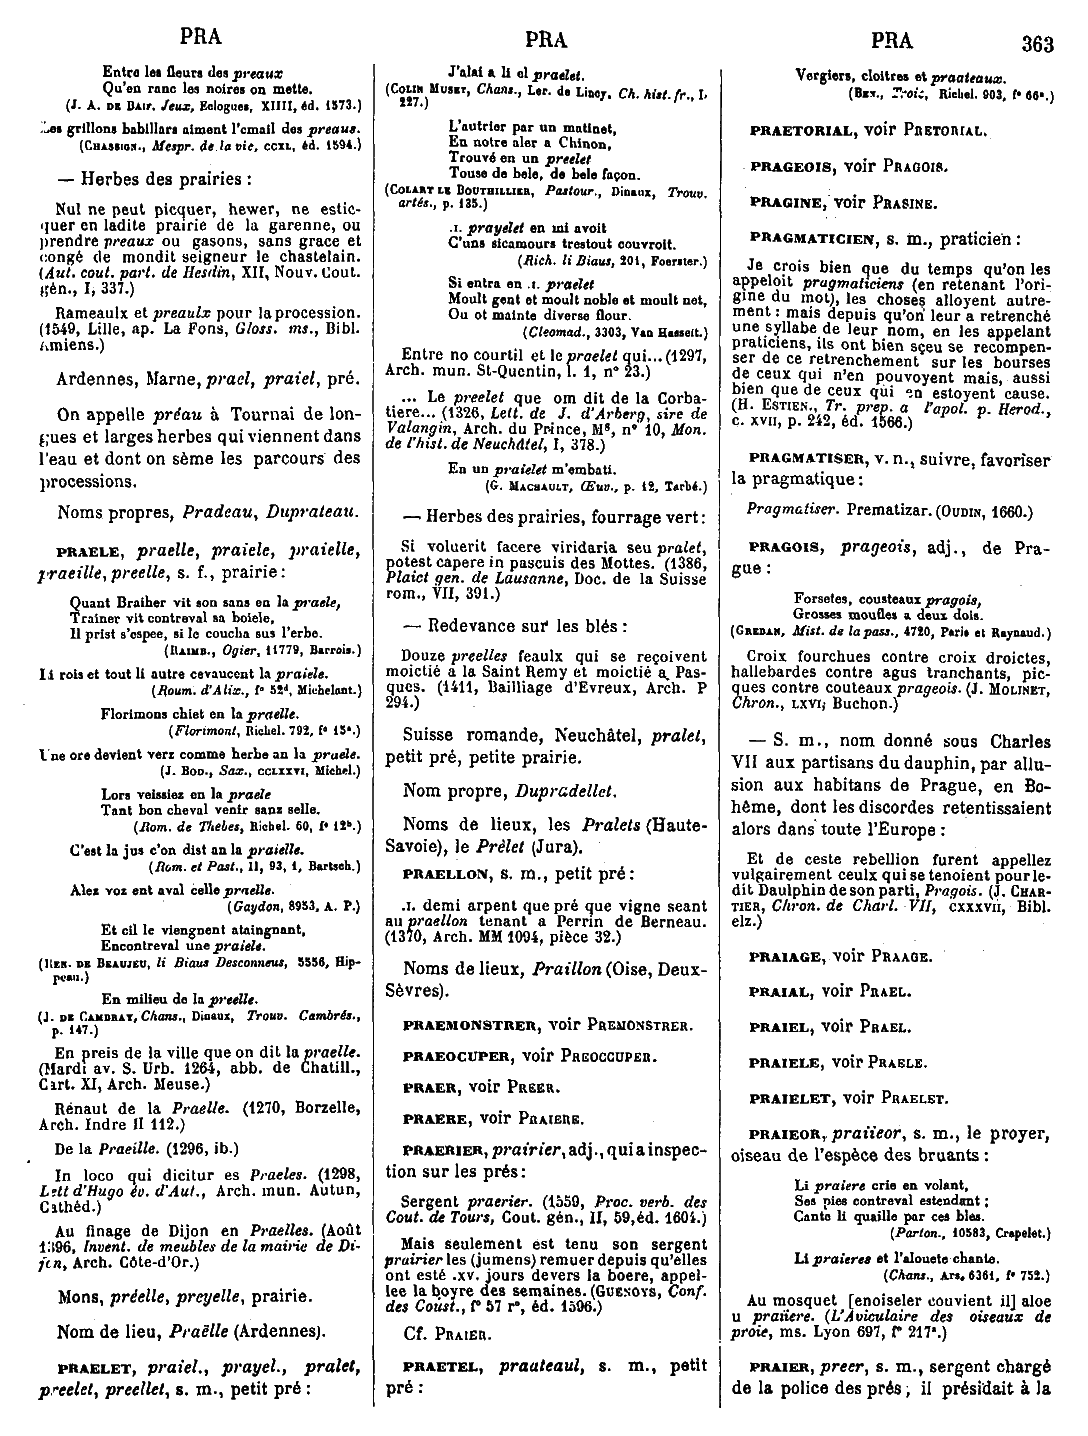 PRA
PRA
PRA
363
Entre les fleurs des preaux
Qu'en ranc les noires on mette.
(J. A. DE BAIF, Jeux, Eclogues, XIIII, éd. 1573.)
Les grillons babillars aiment l'email des preaus.
(CHASSIGN., Mespr. de la vie, CCXL, éd. 1594.)
— Herbes des prairies :
Nul ne peut picquer, hewer, ne estic-
quer en ladite prairie de la garenne, ou
prendre preaux ou gasons, sans grace et
congé de mondit seigneur le chastelain.
(Aut. cout. part. de Hesdin, XII, Nouv. Cout.
gén., I, 337.)
Rameaulx et preaulx pour la procession.
(1549, Lille, ap. La Fons, Gloss. ms., Bibl.
Amiens.)
Ardennes, Marne, prael, praiel, pré.
On appelle préau à Tournai de lon-
gues et larges herbes qui viennent dans
l'eau et dont on sème les parcours des
processions.
Noms propres, Pradeau, Duprateau.
PRAELE, praelle, praiele, praielle,
praeille, preelle, s. f., prairie :
Quant Braiher vit son sans en la praele,
Trainer vit contreval sa boiele,
Il prist s'espee, si le coucha sus l'erbe.
(RAIMB., Ogier, 11779, Barrois.)
Li rois et tout li autre cevaucent la praiele.
(Roum. d'Alix., f° 52d, Michelant.)
Florimons chiet en la praelle.
(Florimont, Richel. 792, f° 15a.)
Une ore devient verz comme herbe an la praele.
(J. BOD., Sax., CCLXXVI, Michel.)
Lors veissiez en la praele
Tant bon cheval venir sanz selle.
(Rom. de Thebes, Richel. 60, f° 12b.)
C'est la jus c'on dist an la praielle.
(Rom. et Past., II, 93, 1, Bartsch.)
Alez voz ent aval celle praelle.
(Gaydon, 8953, A. P.)
Et cil le viengnent ataingnant,
Encontreval une praiele.
(REN. DE BEAUJEU, li Biaus Desconneus, 5556, Hip-
peau.)
En milieu de la preelle.
(J. DE CAMBRAY, Chans., Dinaux, Trouv. Cambrés.,
p. 147.)
En preis de la ville que on dit la praelle.
(Mardi av. S. Urb. 1264, abb. de Chatill.,
Cart. XI, Arch. Meuse.)
Rénaut de la Praelle. (1270, Borzelle,
Arch. Indre II 112.)
De la Praeille. (1296, ib.)
In loco qui dicitur es Praeles. (1298,
Lett d'Hugo év. d'Aut., Arch. mun. Autun,
Cathéd.)
Au finage de Dijon en Praelles. (Août
1396, Invent. de meubles de la mairie de Di-
jon, Arch. Côte-d'Or.)
Mons, préelle, preyelle, prairie.
Nom de lieu, Praëlle (Ardennes).
PRAELET, praiel., prayel., pralet,
preelet, preellet, s. m., petit pré :
J'alai a li el praelet.
(COLIN MUSET, Chans., Ler. de Lincy, Ch. hist. fr., I,
227.)
L'autrier par un matinet,
En notre aler a Chinon,
Trouvé en un preelet
Touse de bele, de bele façon.
(COLART LE BOUTHILLIER, Pastour., Dinaux, Trouv.
artés., p. 135.)
.I. prayelet en mi avoit
C'uns sicamours trestout couvroit.
(Rich. li Biaus, 201, Foerster.)
Si entra en .I. praelet
Moult gent et moult noble et moult net,
Ou ot mainte diverse flour.
(Cleomad., 3303, Van Hasselt.)
Entre no courtil et le praelet qui... (1297,
Arch. mun. St-Quentin, l. 1, n° 23.)
... Le preelet que om dit de la Corba-
tiere... (1326, Lett. de J. d'Arberg, sire de
Valangin, Arch. du Prince, M8, n° 10, Mon.
de l'hist. de Neuchâtel, I, 378.)
En un praielet m'embati.
(G. MACHAULT, Œuv., p. 12, Tarbé.)
— Herbes des prairies, fourrage vert :
Si voluerit facere viridaria seu pralet,
potest capere in pascuis des Mottes. (1386,
Plaict gen. de Lausanne, Doc. de la Suisse
rom., VII, 391.)
— Redevance sur les blés :
Douze preelles feaulx qui se reçoivent
moictié a la Saint Remy et moictié a Pas-
ques. (1411, Bailliage d'Evreux, Arch. P
294.)
Suisse romande, Neuchâtel, pralet,
petit pré, petite prairie.
Nom propre, Dupradellet.
Noms de lieux, les Pralets (Haute-
Savoie), le Prèlet (Jura).
PRAELLON, s. m., petit pré :
.I. demi arpent que pré que vigne seant
au praellon tenant a Perrin de Berneau.
(1370, Arch. MM 1094, pièce 32.)
Noms de lieux, Praillon (Oise, Deux-
Sèvres).
PRAEMONSTRER, voir PREMONSTRER.
PRAEOCUPER, voir PREOCCUPER.
PRAER, voir PREER.
PRAERE, voir PRAIERE.
PRAERIER, prairier, adj., qui a inspec-
tion sur les prés :
Sergent praerier. (1559, Proc. verb. des
Cout. de Tours, Cout. gén., II, 59, éd. 1604.)
Mais seulement est tenu son sergent
prairier les (jumens) remuer depuis qu'elles
ont esté .xv. jours devers la boere, appel-
lee la boyre des semaines. (GUENOYS, Conf.
des Coust., f° 57 r°, éd. 1596.)
Cf. PRAIER.
PRAETEL, prauteaul, s. m., petit
pré :
Vergiers, cloitres et praateaux.
(BEN., Troie, Richel. 903, f° 66a.)
PRAETORIAL, voir PRETORIAL.
PRAGEOIS, voir PRAGOIS.
PRAGINE, voir PRASINE.
PRAGMATICIEN, s. m., praticien :
Je crois bien que du temps qu'on les
appeloit pragmaticiens (en retenant l'ori-
gine du mot), les choses alloyent autre-
ment : mais depuis qu'on leur a retrenché
une syllabe de leur nom, en les appelant
praticiens, ils ont bien sçeu se recompen-
ser de ce retrenchement sur les bourses
de ceux qui n'en pouvoyent mais, aussi
bien que de ceux qui en estoyent cause.
(H. ESTIEN., Tr. prep. a l'apol. p. Herod.,
c. XVII, p. 242, éd. 1566.)
PRAGMATISER, v. n., suivre, favoriser
la pragmatique :
Pragmatiser. Prematizar. (OUDIN, 1660.)
PRAGOIS, prageois, adj., de Pra-
gue :
Forsetes, cousteaux pragois,
Grosses moufles a deux dois.
(GREBAN, Mist. de la pass., 4720, Paris et Raynaud.)
Croix fourchues contre croix droictes,
hallebardes contre agus tranchants, pic-
ques contre couteaux prageois. (J. MOLINET,
Chron., LXVI, Buchon.)
— S. m., nom donné sous Charles
VII aux partisans du dauphin, par allu-
sion aux habitans de Prague, en Bo-
hême, dont les discordes retentissaient
alors dans toute l'Europe :
Et de ceste rebellion furent appellez
vulgairement ceulx qui se tenoient pour le-
dit Daulphin de son parti, Pragois. (J. CHAR-
TIER, Chron. de Charl. VII, CXXXVII, Bibl.
elz.)
PRAIAGE, voir PRAAGE.
PRAIAL, voir PRAEL.
PRAIEL, voir PRAEL.
PRAIELE, voir PRAELE.
PRAIELET, voir PRAELET.
PRAIEOR, praiieor, s. m., le proyer,
oiseau de l'espèce des bruants :
Li praiere crie en volant,
Ses pies contreval estendant ;
Cante li quaille par ces bles.
(Parton., 10583, Crapelet.)
Li praieres et l'alouete chante.
(Chans., Ars. 6361, f° 752.)
Au mosquet [enoiseler couvient il] aloe
u praiiere. (L'Aviculaire des oiseaux de
proie, ms. Lyon 697, f° 217a.)
PRAIER, preer, s. m., sergent chargé
de la police des prés ; il présidait à la